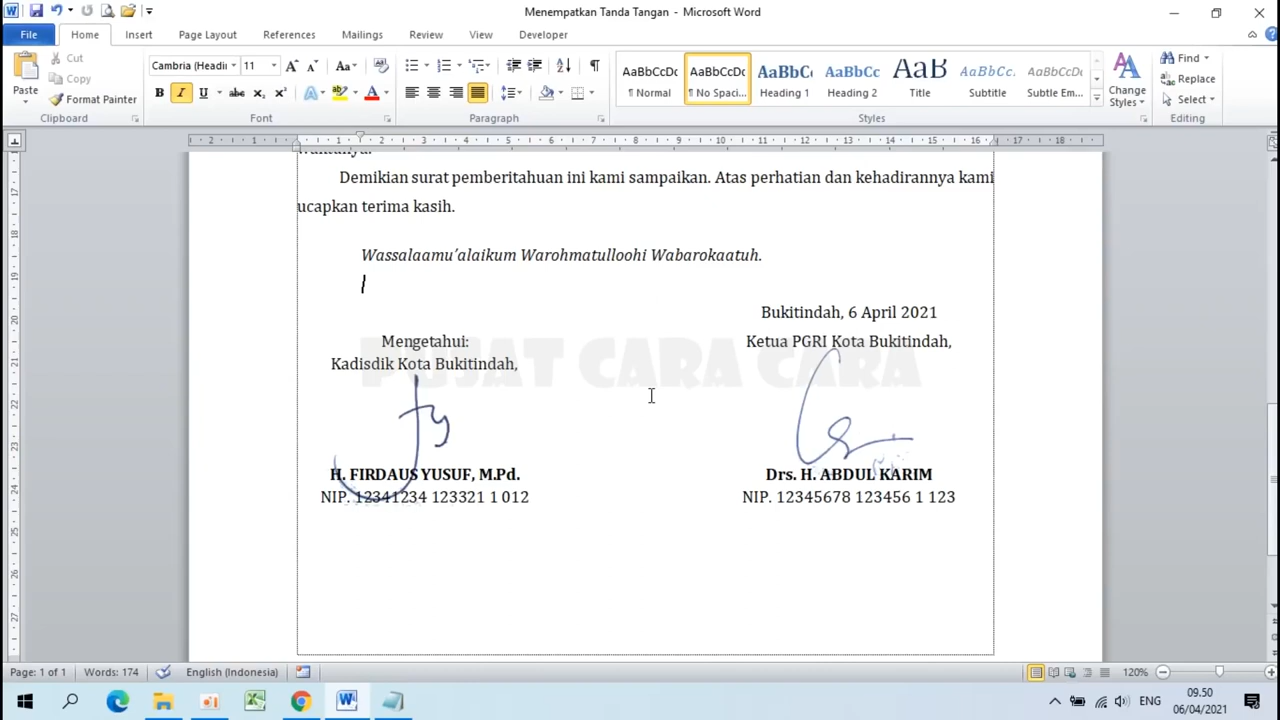 Menempatkan Tanda Tangan - Microsoft Word
File Home Insert Page Layout References Mailings Review View Developer
Paste
Cut
Copy
Format Painter
Clipboard
Cambria (Headi 11
Font
Paragraph
AaBbCcDc AaBbCcDc AaBbC AaBbCc AaB AaBbCc. AaBbCcDc
¶ Normal ¶ No Spaci... Heading 1 Heading 2 Title Subtitle Subtle Em...
Change Styles
Styles
Find
Replace
Select
Editing
Demikian surat pemberitahuan ini kami sampaikan. Atas perhatian dan kehadirannya kami
ucapkan terima kasih.
Wassalaamu’alaikum Warohmatulloohi Wabarokaatuh.
Bukitindah, 6 April 2021
Mengetahui: Ketua PGRI Kota Bukitindah,
Kadisdik Kota Bukitindah,
PUSAT CARA CARA
H. FIRDAUS YUSUF, M.Pd. Drs. H. ABDUL KARIM
NIP. 12341234 123321 1 012 NIP. 12345678 123456 1 123
Page: 1 of 1 Words: 174 English (Indonesia) 120%
ENG 09.50
06/04/2021